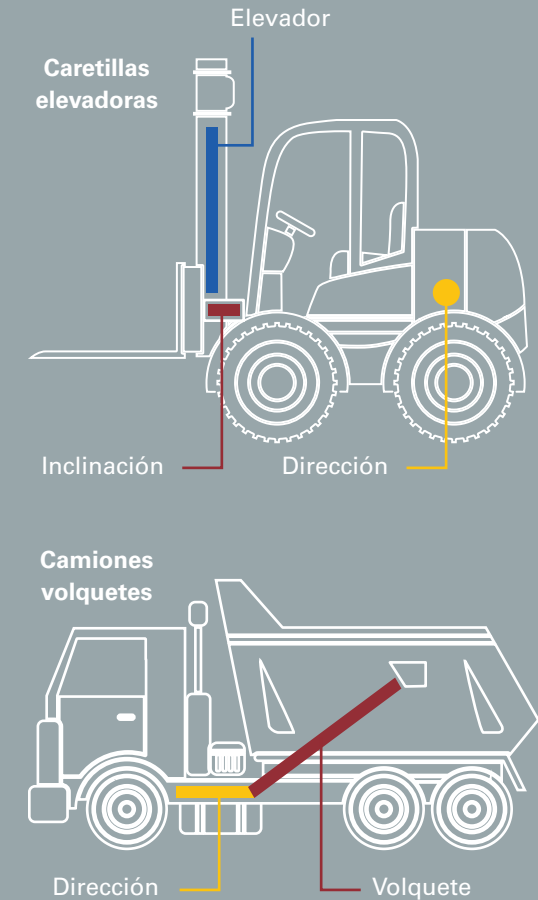 Elevador
Caretillas
elevadoras
Inclinación
Dirección
Camiones
volquetes
Dirección
Volquete